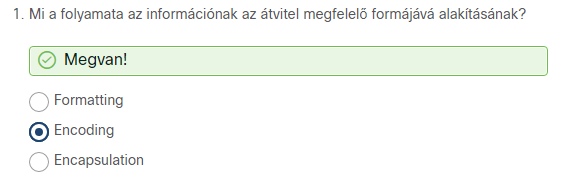 1. Mi a folyamata az információnak az átvitel megfelelő formájává alakításának?
Megvan!
Formatting
Encoding
Encapsulation